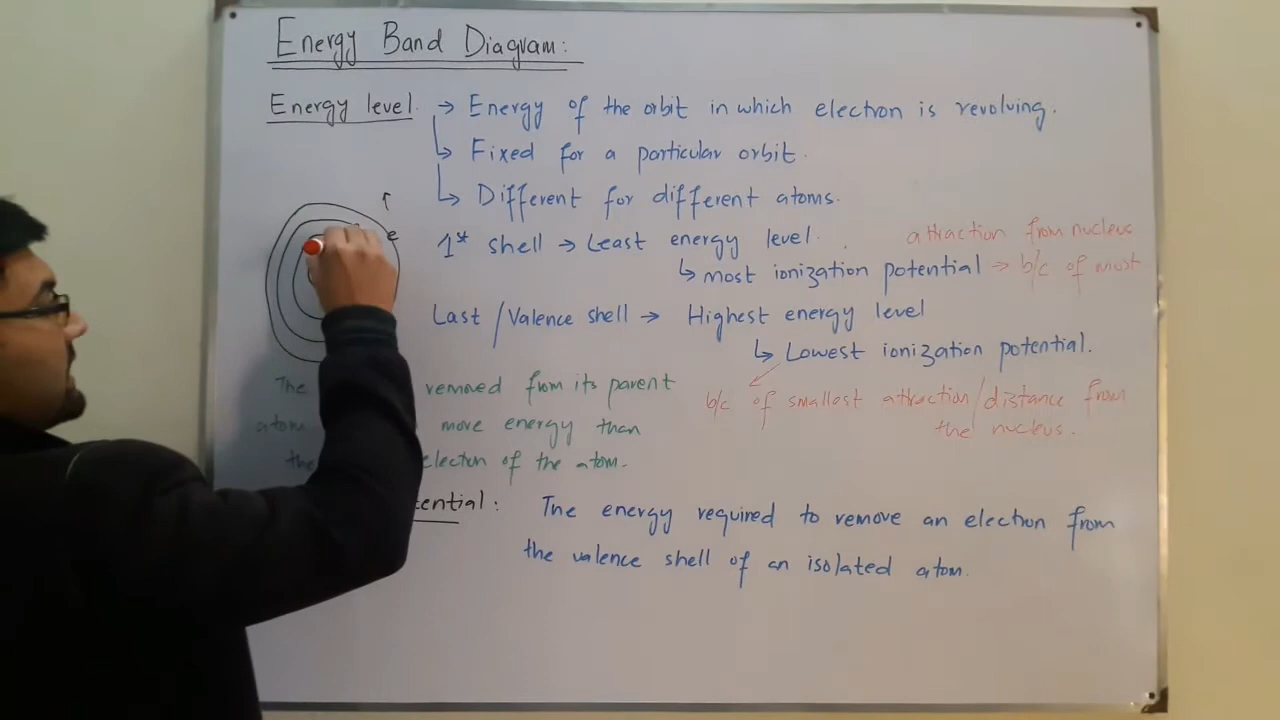 Energy Band Diagram:
Energy level. → Energy of the orbit in which electron is revolving.
↳ Fixed for a particular orbit.
↳ Different for different atoms.
e
1st shell → Least energy level.
attraction from nucleus
↳ most ionization potential → b/c of most
Last / Valence shell → Highest energy level
↳ Lowest ionization potential.
The removed from its parent
b/c of smallest attraction/distance from
atom more energy than
the nucleus.
the electon of the atom.
tential: The energy required to remove an election from
the valence shell of an isolated atom.